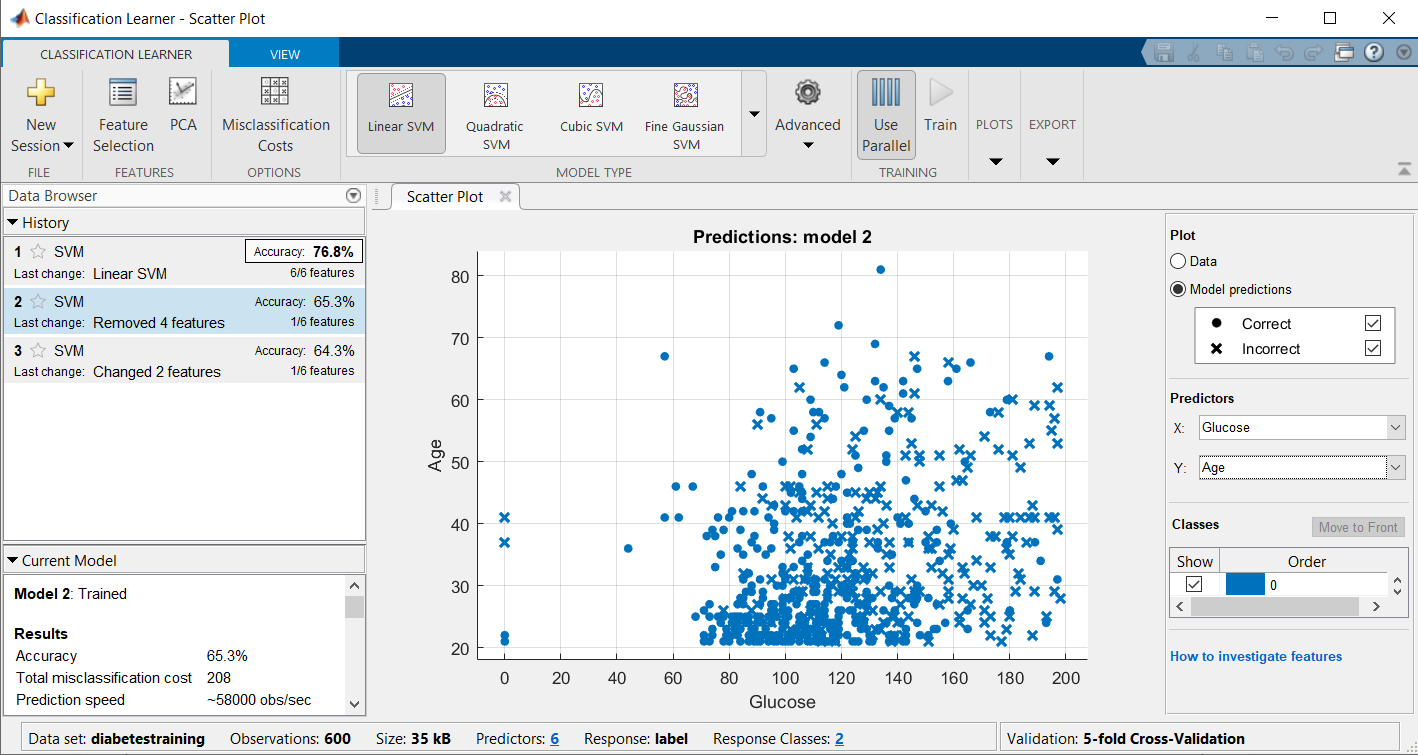 Classification Learner - Scatter Plot
CLASSIFICATION LEARNER VIEW
New Session
Feature Selection
PCA
Misclassification Costs
Linear SVM
Quadratic SVM
Cubic SVM
Fine Gaussian SVM
Advanced
Use Parallel
Train
PLOTS
EXPORT
FILE FEATURES OPTIONS MODEL TYPE TRAINING
Data Browser
History
1 SVM Accuracy: 76.8%
Last change: Linear SVM 6/6 features
2 SVM Accuracy: 65.3%
Last change: Removed 4 features 1/6 features
3 SVM Accuracy: 64.3%
Last change: Changed 2 features 1/6 features
Current Model
Model 2: Trained
Results
Accuracy 65.3%
Total misclassification cost 208
Prediction speed ~58000 obs/sec
Scatter Plot
Predictions: model 2
80
70
60
50
40
30
20
Age
0 20 40 60 80 100 120 140 160 180 200
Glucose
Plot
Data
Model predictions
Correct
Incorrect
Predictors
X: Glucose
Y: Age
Classes Move to Front
Show Order
0
How to investigate features
Data set: diabetestraining Observations: 600 Size: 35 kB Predictors: 6 Response: label Response Classes: 2 Validation: 5-fold Cross-Validation